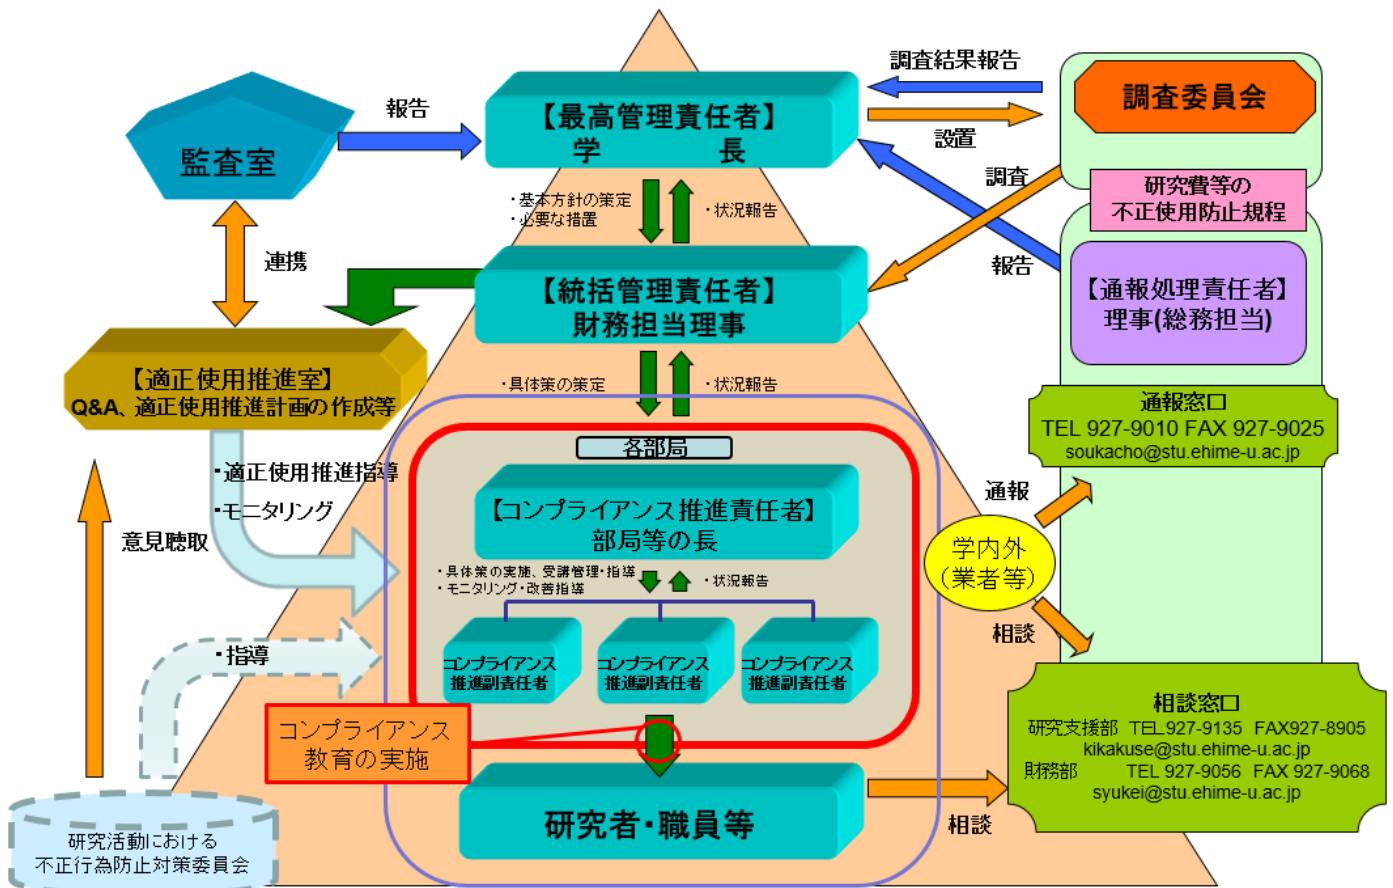 調査結果報告
調査委員会
報告
【最高管理責任者】
学　　長
設置
監査室
調査
研究費等の
不正使用防止規程
・基本方針の策定
・必要な措置
・状況報告
連携
報告
【統括管理責任者】
財務担当理事
【通報処理責任者】
理事(総務担当)
【適正使用推進室】
Q&A、適正使用推進計画の作成等
・具体策の策定
・状況報告
通報窓口
TEL 927-9010 FAX 927-9025
soukacho@stu.ehime-u.ac.jp
各部局
・適正使用推進指導
・モニタリング
【コンプライアンス推進責任者】
部局等の長
通報
意見聴取
学内外
(業者等)
・具体策の実施、受講管理・指導
・モニタリング・改善指導
・状況報告
相談
・指導
コンプライアンス
推進副責任者
コンプライアンス
推進副責任者
コンプライアンス
推進副責任者
相談窓口
研究支援部 TEL927-9135 FAX927-8905
kikakuse@stu.ehime-u.ac.jp
財務部 TEL 927-9056 FAX 927-9068
syukei@stu.ehime-u.ac.jp
コンプライアンス
教育の実施
研究者・職員等
相談
研究活動における
不正行為防止対策委員会